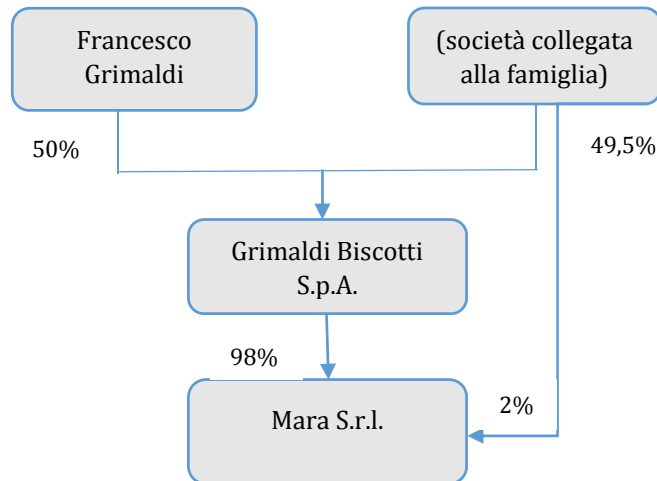 Francesco
Grimaldi
(società collegata
alla famiglia)
50%
49,5%
Grimaldi Biscotti
S.p.A.
98%
Mara S.r.l.
2%